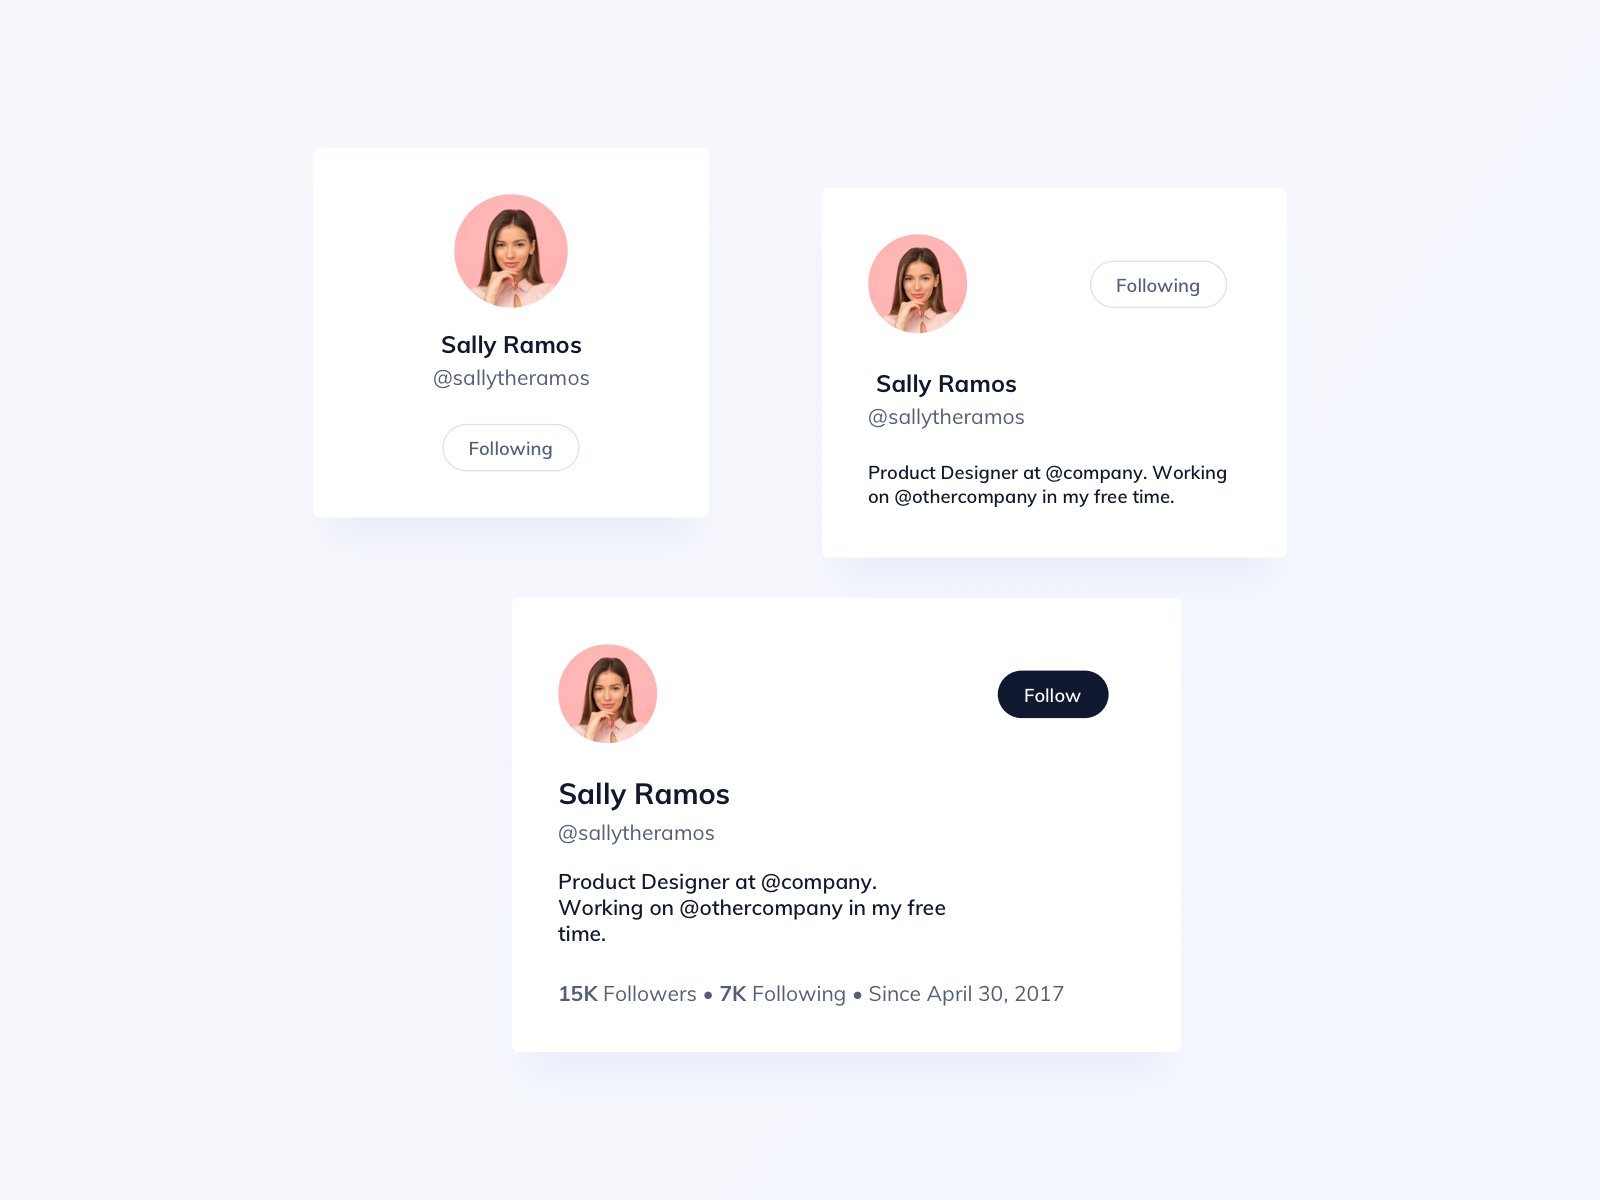 Sally Ramos
@sallytheramos
Following
Following
Sally Ramos
@sallytheramos
Product Designer at @company. Working
on @othercompany in my free time.
Follow
Sally Ramos
@sallytheramos
Product Designer at @company.
Working on @othercompany in my free
time.
15K Followers • 7K Following • Since April 30, 2017